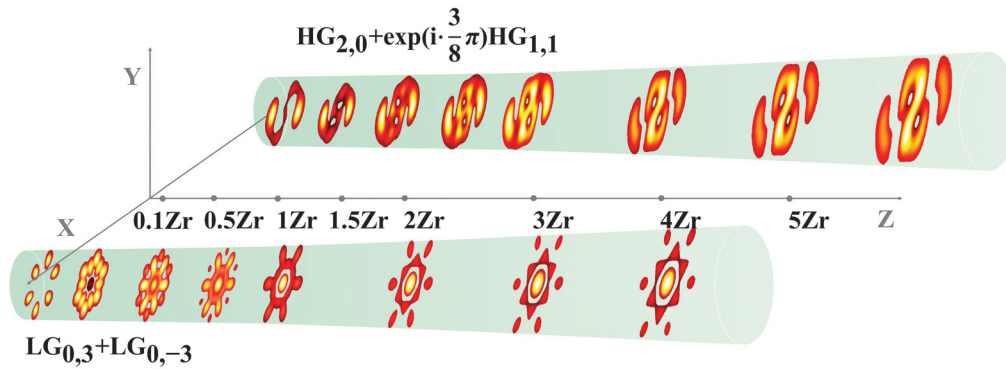 HG2,0+exp(i·3/8π)HG1,1
Y
X
0.1Zr 0.5Zr 1Zr 1.5Zr 2Zr 3Zr 4Zr 5Zr Z
LG0,3+LG0,−3